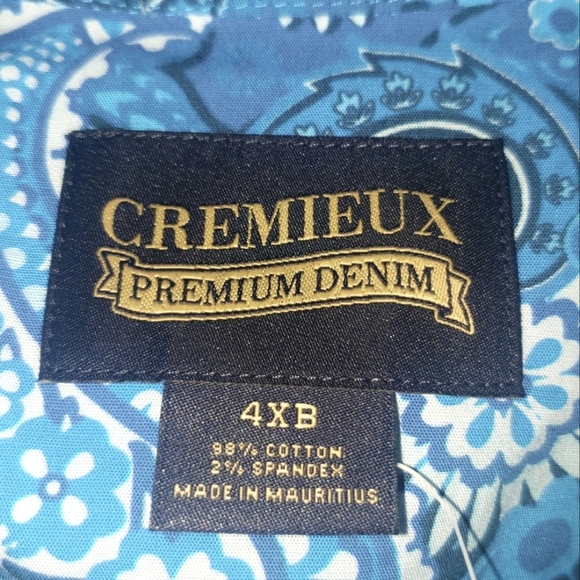 CREMIEUX
PREMIUM DENIM
4XB
98% COTTON
2% SPANDEX
MADE IN MAURITIUS